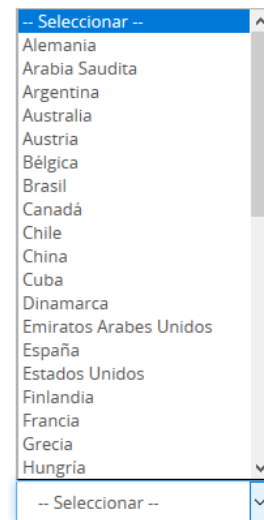 -- Seleccionar --
Alemania
Arabia Saudita
Argentina
Australia
Austria
Bélgica
Brasil
Canadá
Chile
China
Cuba
Dinamarca
Emiratos Arabes Unidos
España
Estados Unidos
Finlandia
Francia
Grecia
Hungría
-- Seleccionar --